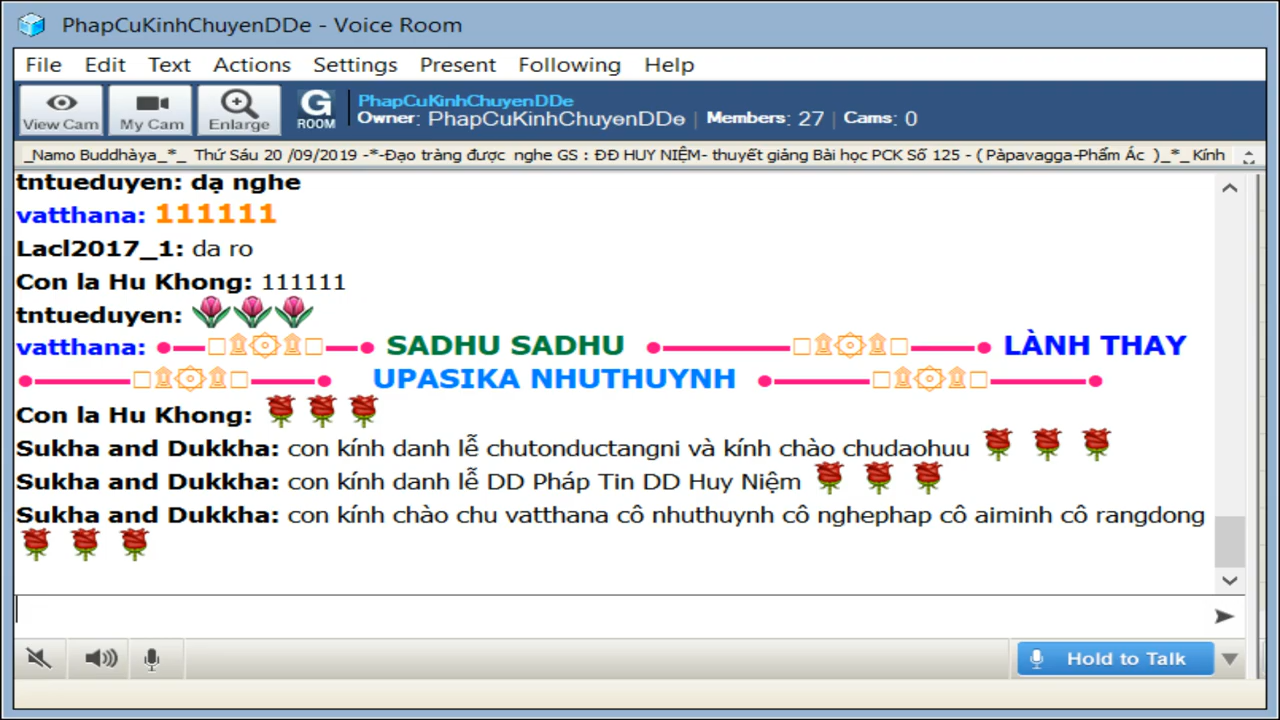 PhapCuKinhChuyenDDe - Voice Room
File Edit Text Actions Settings Present Following Help
View Cam My Cam Enlarge G ROOM PhapCuKinhChuyenDDe
Owner: PhapCuKinhChuyenDDe | Members: 27 | Cams: 0
_Namo Buddhàya_*_ Thứ Sáu 20 /09/2019 -*-Đạo tràng được nghe GS : ĐĐ HUY NIỆM- thuyết giảng Bài học PCK Số 125 - ( Pàpavagga-Phẩm Ác )_*_ Kính
tntueduyen: dạ nghe
vatthana: 111111
Lacl2017_1: da ro
Con la Hu Khong: 111111
tntueduyen: 🌷🌷🌷
vatthana: ●—□۩۞۩□—● SADHU SADHU ●———□۩۞۩□——● LÀNH THAY
●——□۩۞۩□——● UPASIKA NHUTHUYNH ●——□۩۞۩□——●
Con la Hu Khong: 🌹🌹🌹
Sukha and Dukkha: con kính danh lễ chutonductangni và kính chào chudaohuu 🌹 🌹 🌹
Sukha and Dukkha: con kính danh lễ DD Pháp Tin DD Huy Niệm 🌹 🌹 🌹
Sukha and Dukkha: con kính chào chu vatthana cô nhuthuynh cô nghephap cô aiminh cô rangdong
🌹 🌹 🌹
Hold to Talk